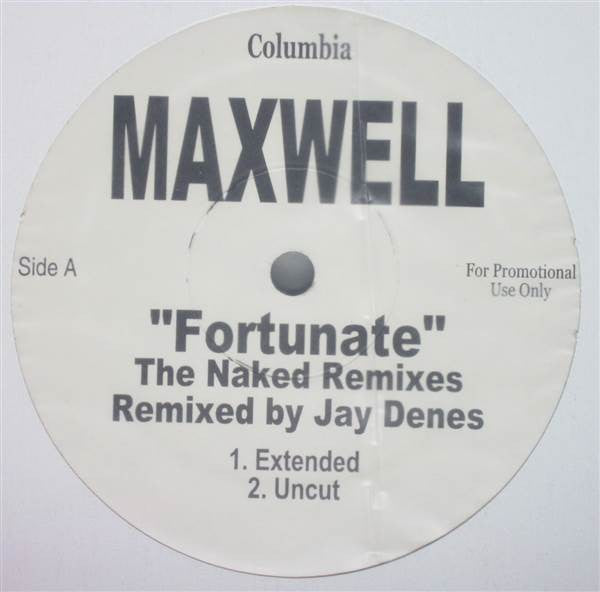 Columbia
MAXWELL
Side A
For Promotional
Use Only
"Fortunate"
The Naked Remixes
Remixed by Jay Denes
1. Extended
2. Uncut